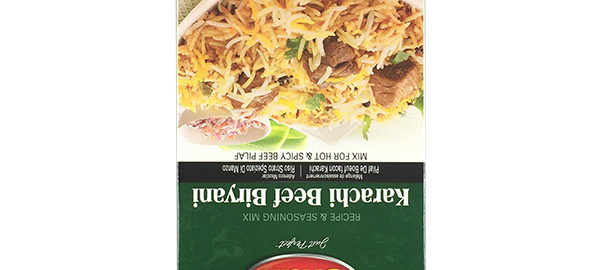 Just Perfect
RECIPE & SEASONING MIX
Karachi Beef Biryani
Mélange de assaisonnement
Pilaf De Boeuf facon Karachi
Aderezo Mezclar
Riso Strato Speziato Di Manzo
MIX FOR HOT & SPICY BEEF PILAF